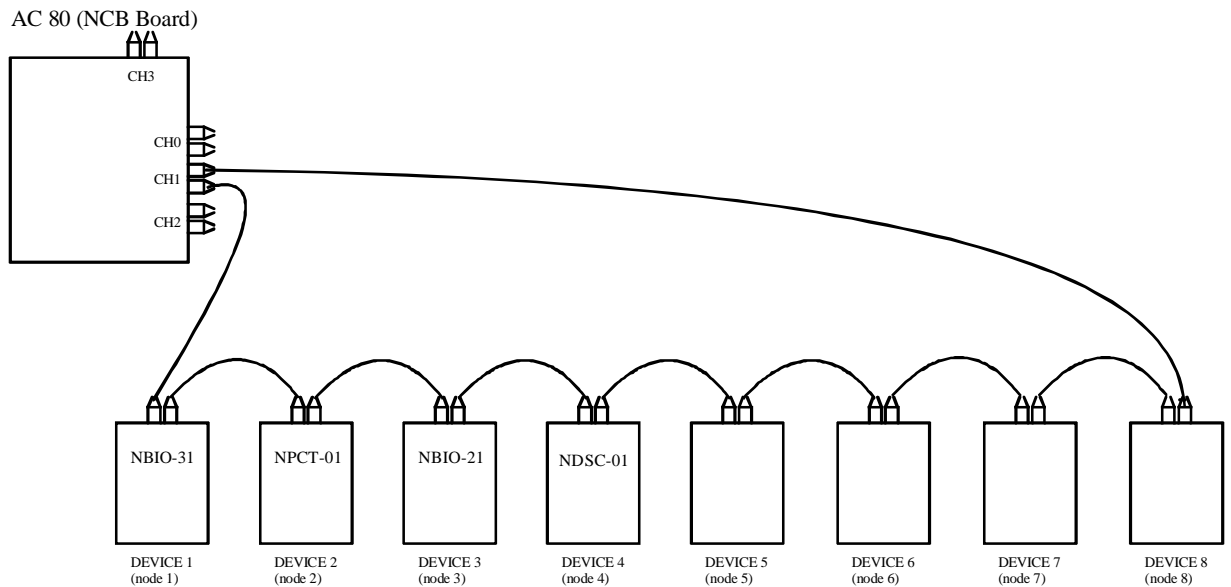 AC 80 (NCB Board)
CH3
CH0
CH1
CH2
NBIO-31
NPCT-01
NBIO-21
NDSC-01
DEVICE 1
(node 1)
DEVICE 2
(node 2)
DEVICE 3
(node 3)
DEVICE 4
(node 4)
DEVICE 5
(node 5)
DEVICE 6
(node 6)
DEVICE 7
(node 7)
DEVICE 8
(node 8)